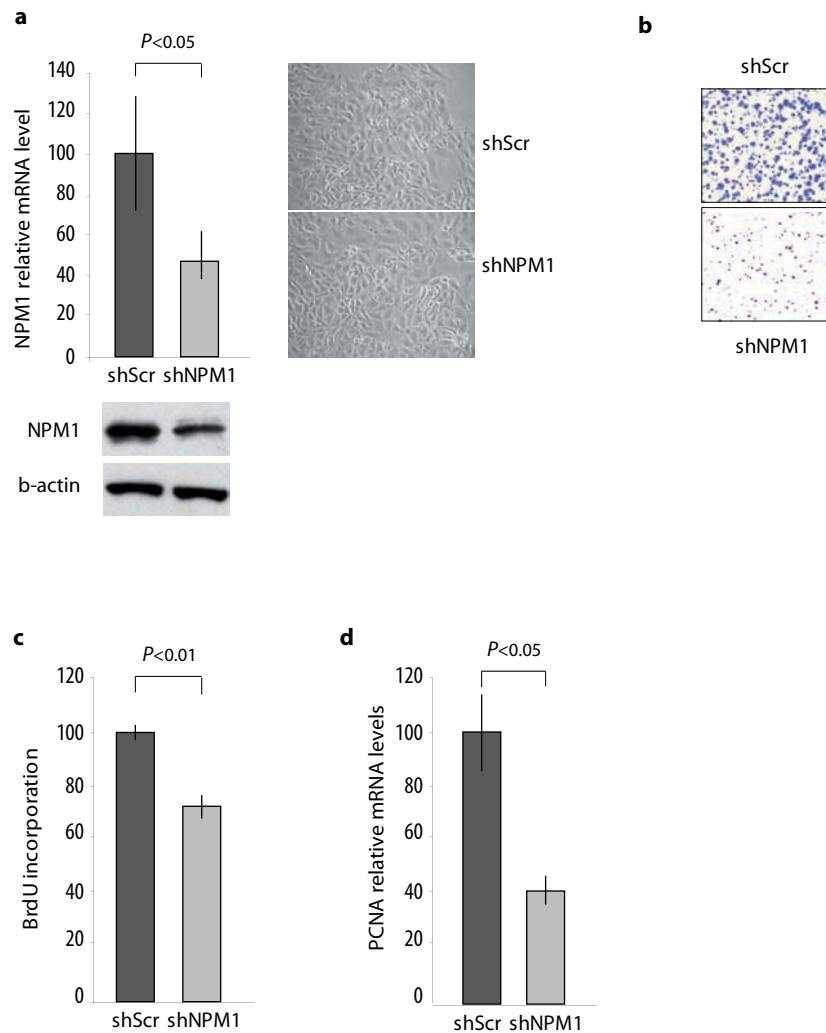 a
P<0.05
140
120
100
80
60
40
20
0
NPM1 relative mRNA level
shScr shNPM1
shScr
shNPM1
NPM1
b-actin
b
shScr
shNPM1
c
P<0.01
120
100
80
60
40
20
0
BrdU incorporation
shScr shNPM1
d
P<0.05
120
100
80
60
40
20
0
PCNA relative mRNA levels
shScr shNPM1